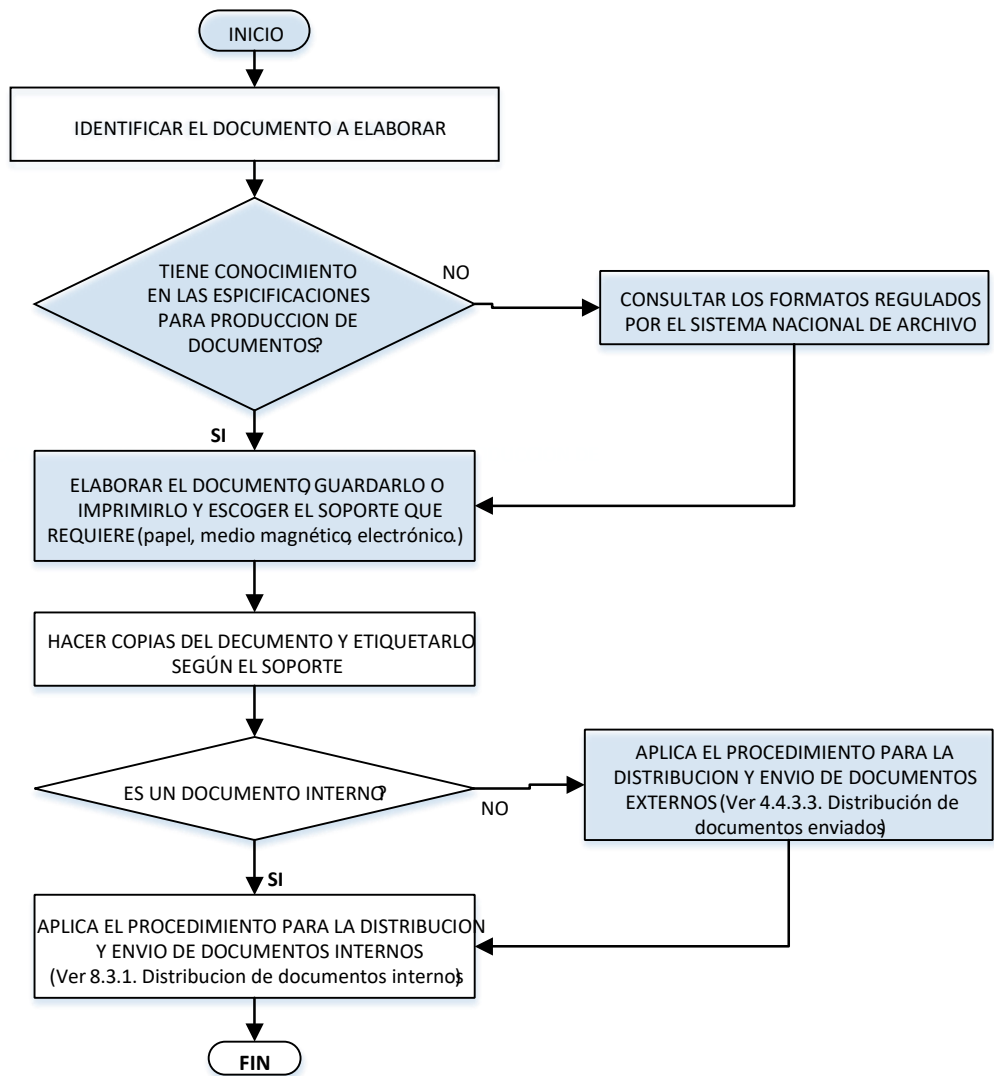 INICIO
IDENTIFICAR EL DOCUMENTO A ELABORAR
TIENE CONOCIMIENTO
EN LAS ESPICIFICACIONES
PARA PRODUCCION DE
DOCUMENTOS?
NO
CONSULTAR LOS FORMATOS REGULADOS
POR EL SISTEMA NACIONAL DE ARCHIVO
SI
ELABORAR EL DOCUMENTO, GUARDARLO O
IMPRIMIRLO Y ESCOGER EL SOPORTE QUE
REQUIERE (papel, medio magnético, electrónico.)
HACER COPIAS DEL DECUMENTO Y ETIQUETARLO
SEGÚN EL SOPORTE
ES UN DOCUMENTO INTERNO?
NO
APLICA EL PROCEDIMIENTO PARA LA
DISTRIBUCION Y ENVIO DE DOCUMENTOS
EXTERNOS (Ver 4.4.3.3. Distribución de
documentos enviados)
SI
APLICA EL PROCEDIMIENTO PARA LA DISTRIBUCION
Y ENVIO DE DOCUMENTOS INTERNOS
(Ver 8.3.1. Distribucion de documentos internos)
FIN